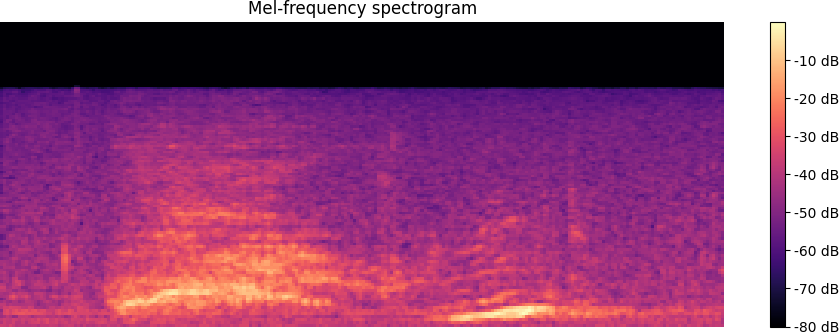 Mel-frequency spectrogram
-10 dB
-20 dB
-30 dB
-40 dB
-50 dB
-60 dB
-70 dB
-80 dB